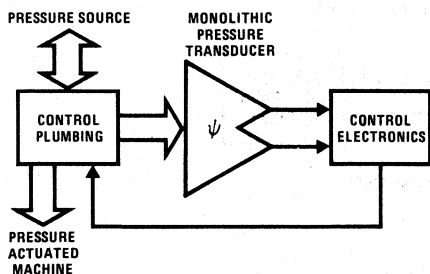 PRESSURE SOURCE
MONOLITHIC
PRESSURE
TRANSDUCER
CONTROL
PLUMBING
ψ
CONTROL
ELECTRONICS
PRESSURE
ACTUATED
MACHINE